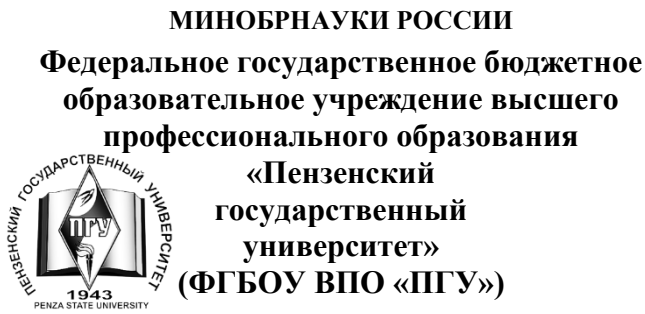 МИНОБРНАУКИ РОССИИ
Федеральное государственное бюджетное
образовательное учреждение высшего
профессионального образования
«Пензенский
государственный
университет»
(ФГБОУ ВПО «ПГУ»)
ПЕНЗЕНСКИЙ ГОСУДАРСТВЕННЫЙ УНИВЕРСИТЕТ
ПГУ
1943
PENZA STATE UNIVERSITY